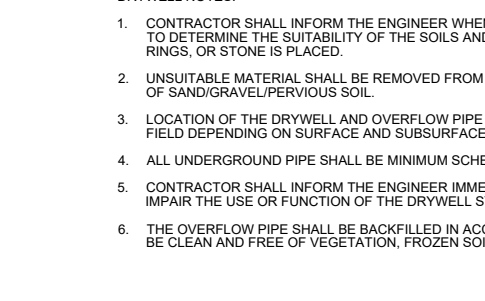 DRYWELL NOTES:
1. CONTRACTOR SHALL INFORM THE ENGINEER WHEN
TO DETERMINE THE SUITABILITY OF THE SOILS AND
RINGS, OR STONE IS PLACED.
2. UNSUITABLE MATERIAL SHALL BE REMOVED FROM
OF SAND/GRAVEL/PERVIOUS SOIL.
3. LOCATION OF THE DRYWELL AND OVERFLOW PIPE
FIELD DEPENDING ON SURFACE AND SUBSURFACE
4. ALL UNDERGROUND PIPE SHALL BE MINIMUM SCHE
5. CONTRACTOR SHALL INFORM THE ENGINEER IMME
IMPAIR THE USE OR FUNCTION OF THE DRYWELL S
6. THE OVERFLOW PIPE SHALL BE BACKFILLED IN ACC
BE CLEAN AND FREE OF VEGETATION, FROZEN SOI